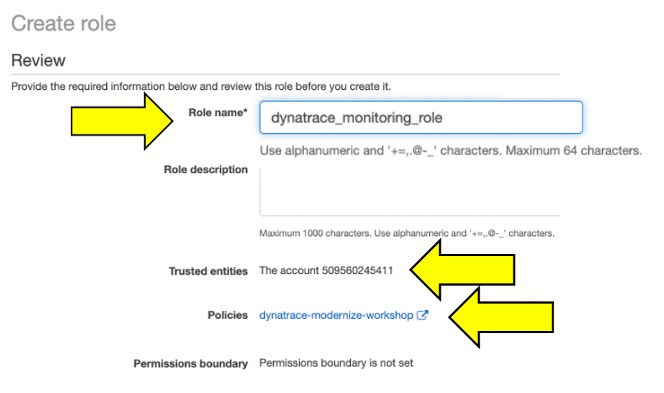 Create role
Review
Provide the required information below and review this role before you create it.
Role name* dynatrace_monitoring_role
Use alphanumeric and '+=,.@-_' characters. Maximum 64 characters.
Role description
Maximum 1000 characters. Use alphanumeric and '+=,.@-_' characters.
Trusted entities The account 509560245411
Policies dynatrace-modernize-workshop
Permissions boundary Permissions boundary is not set